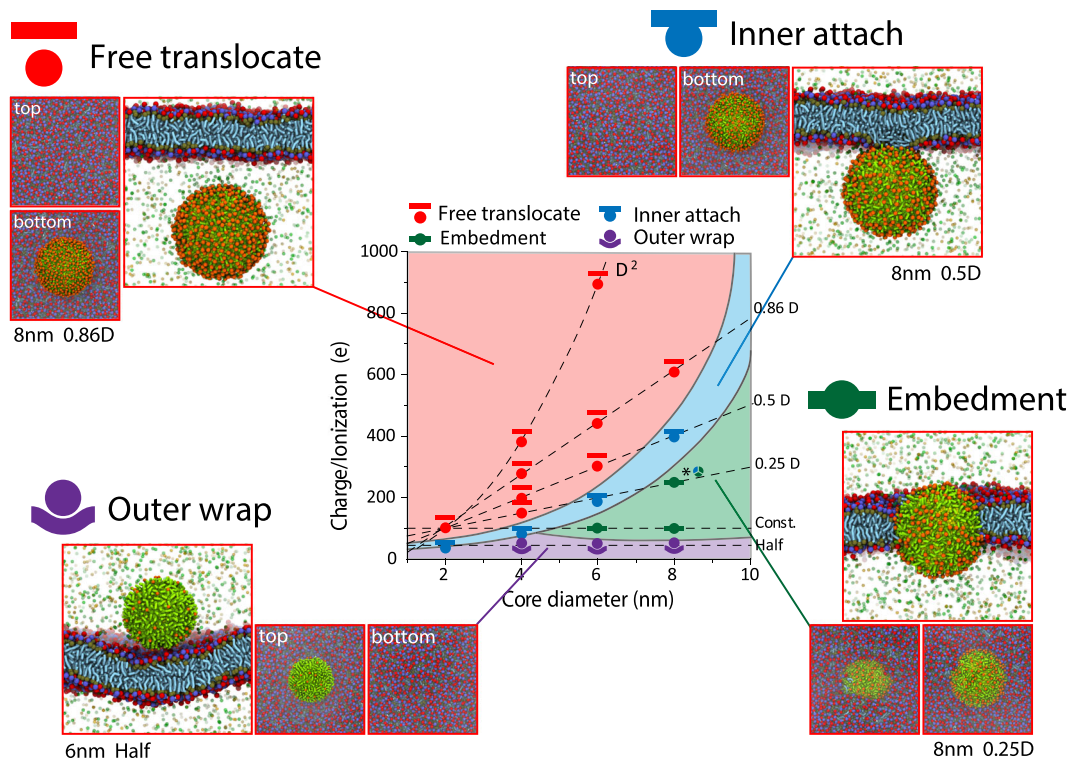 Free translocate
top
bottom
8nm 0.86D
Inner attach
top
bottom
8nm 0.5D
Free translocate
Inner attach
Embedment
Outer wrap
Charge/Ionization (e)
1000
800
600
400
200
0
2
4
6
8
10
Core diameter (nm)
D²
0.86 D
0.5 D
0.25 D
*
Const.
Half
Embedment
8nm 0.25D
Outer wrap
top
bottom
6nm Half